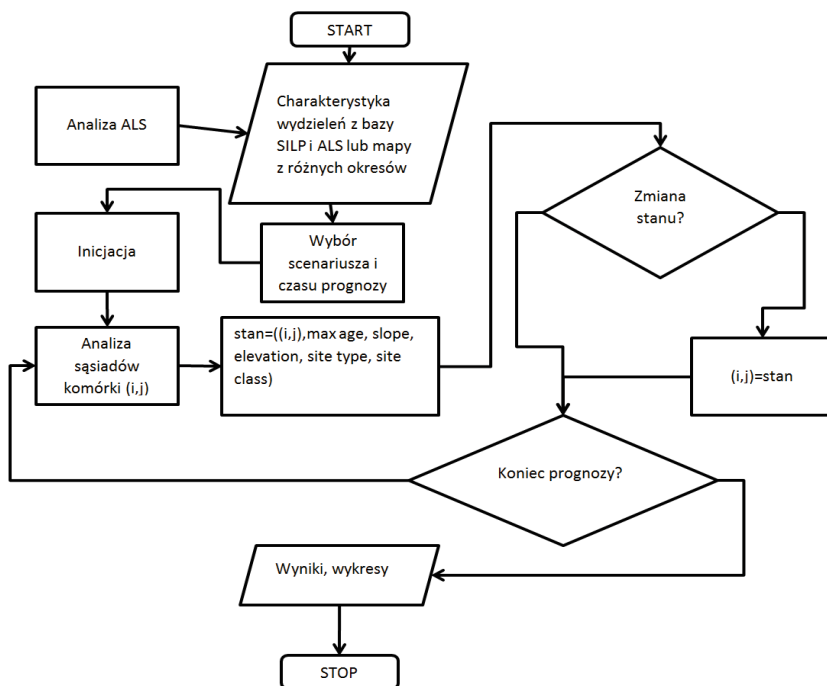 START
Analiza ALS
Charakterystyka
wydzieleń z bazy
SILP i ALS lub mapy
z różnych okresów
Zmiana
stanu?
Inicjacja
Wybór
scenariusza i
czasu prognozy
Analiza
sąsiadów
komórki (i,j)
stan=((i,j),max age, slope,
elevation, site type, site
class)
(i,j)=stan
Koniec prognozy?
Wyniki, wykresy
STOP